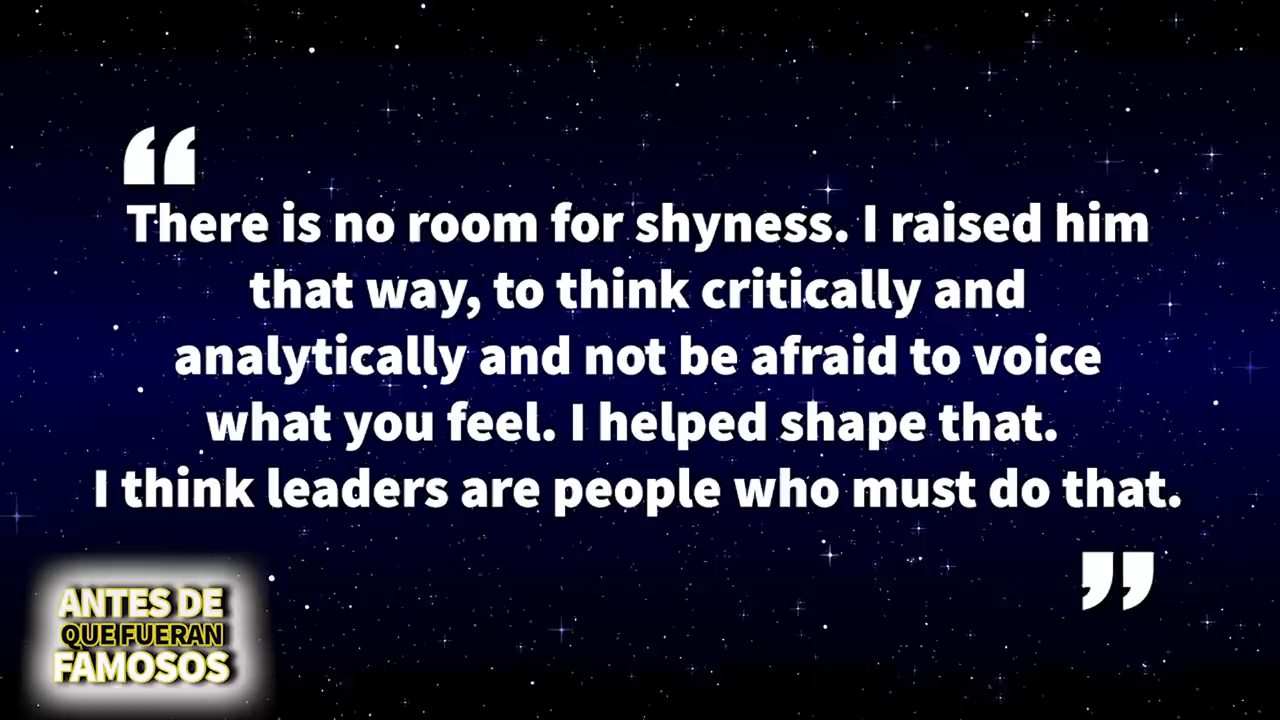 “
There is no room for shyness. I raised him
that way, to think critically and
analytically and not be afraid to voice
what you feel. I helped shape that.
I think leaders are people who must do that.
”
ANTES DE
QUE FUERAN
FAMOSOS